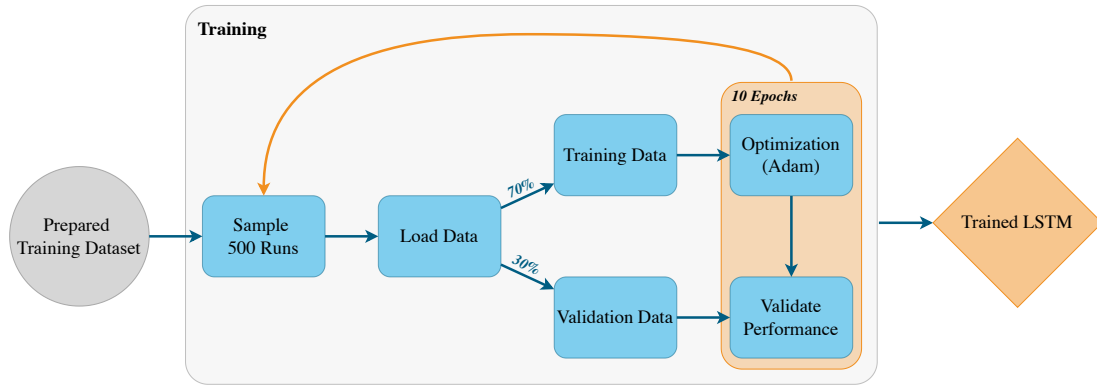 Training
10 Epochs
Prepared
Training Dataset
Sample
500 Runs
Load Data
70%
30%
Training Data
Validation Data
Optimization
(Adam)
Validate
Performance
Trained LSTM